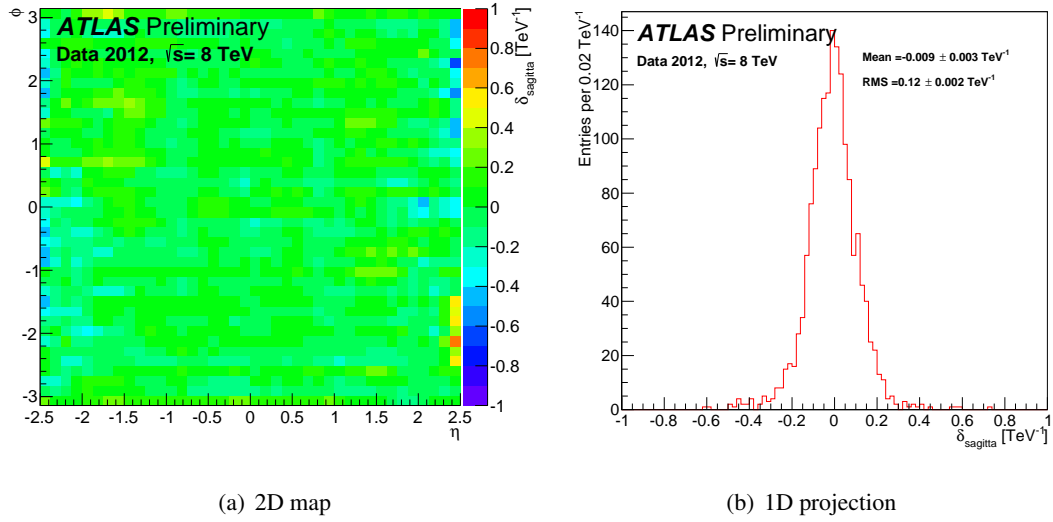 ATLAS Preliminary
Data 2012, √s= 8 TeV
ϕ
3
2
1
0
-1
-2
-3
-2.5 -2 -1.5 -1 -0.5 0 0.5 1 1.5 2 2.5
η
1
0.8
0.6
0.4
0.2
0
-0.2
-0.4
-0.6
-0.8
-1
δsagitta [TeV⁻¹]
(a) 2D map
ATLAS Preliminary
Data 2012, √s= 8 TeV
Mean =-0.009 ± 0.003 TeV⁻¹
RMS =0.12 ± 0.002 TeV⁻¹
Entries per 0.02 TeV⁻¹
140
120
100
80
60
40
20
0
-1 -0.8 -0.6 -0.4 -0.2 0 0.2 0.4 0.6 0.8 1
δsagitta [TeV⁻¹]
(b) 1D projection